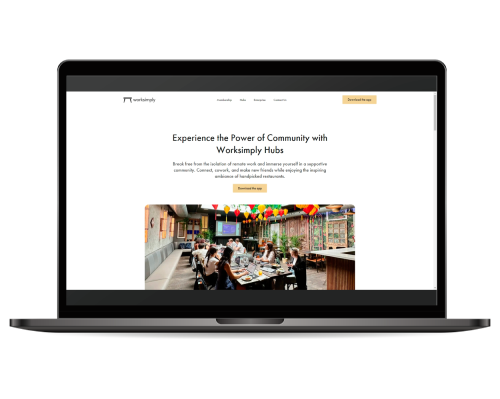 worksimply
Membership Hubs Restaurants Contact Us
Download the app
Experience the Power of Community with
Worksimply Hubs
Break free from the isolation of remote work and immerse yourself in a supportive
community. Connect, cowork, and make new friends while enjoying the inspiring
ambiance of handpicked restaurants.
Download the app